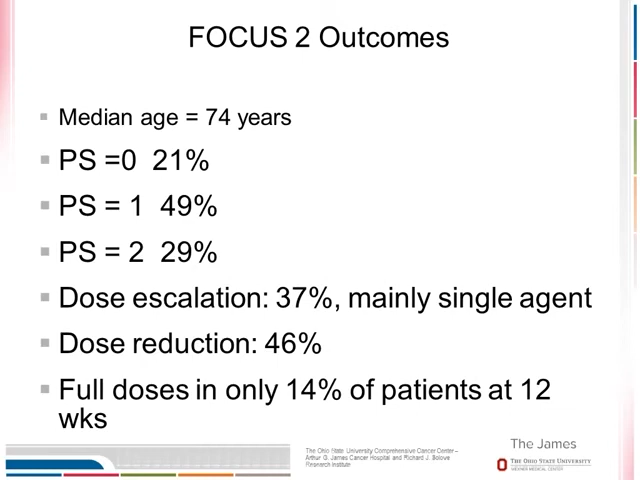 FOCUS 2 Outcomes
Median age = 74 years
PS =0 21%
PS = 1 49%
PS = 2 29%
Dose escalation: 37%, mainly single agent
Dose reduction: 46%
Full doses in only 14% of patients at 12
wks
The Ohio State University Comprehensive Cancer Center –
Arthur G. James Cancer Hospital and Richard J. Solove
Research Institute
The James
THE OHIO STATE UNIVERSITY
WEXNER MEDICAL CENTER